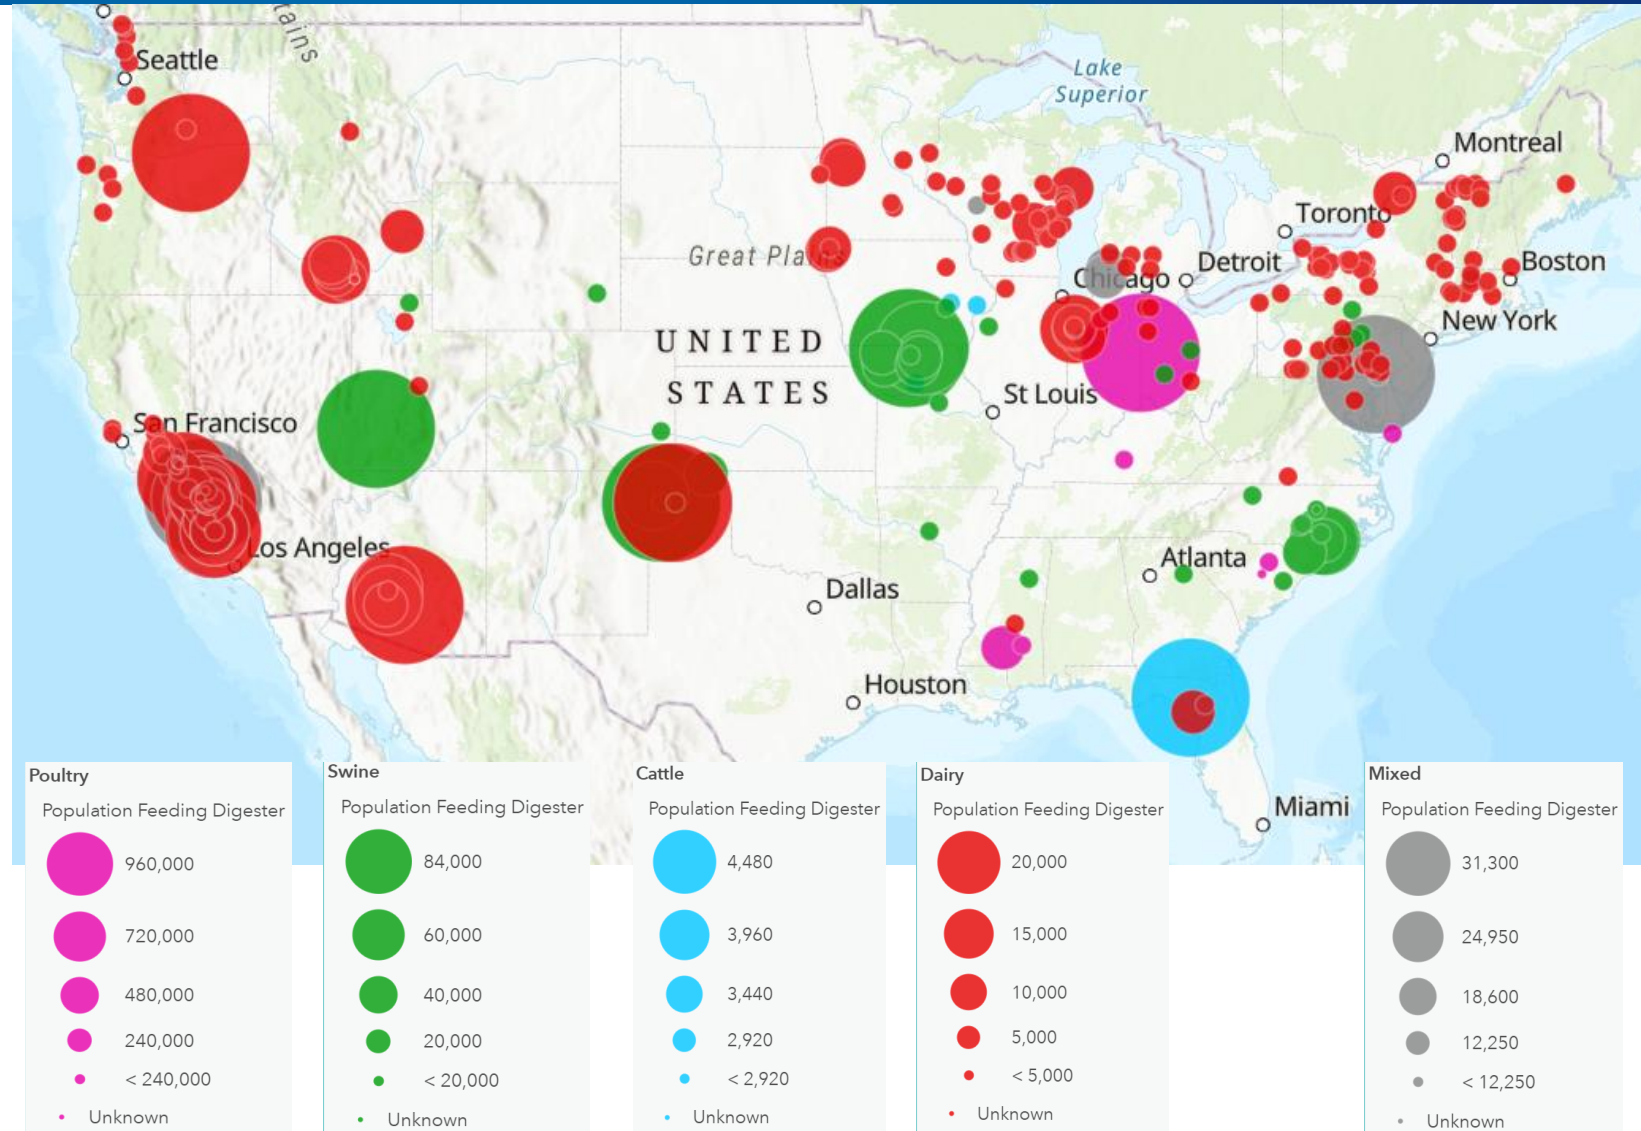 tains
Seattle
Lake
Superior
Montreal
Toronto
Great Plains
Chicago
Detroit
Boston
New York
UNITED
STATES
St Louis
San Francisco
Los Angeles
Atlanta
Dallas
Houston
Miami
Poultry
Population Feeding Digester
960,000
720,000
480,000
240,000
< 240,000
Unknown
Swine
Population Feeding Digester
84,000
60,000
40,000
20,000
< 20,000
Unknown
Cattle
Population Feeding Digester
4,480
3,960
3,440
2,920
< 2,920
Unknown
Dairy
Population Feeding Digester
20,000
15,000
10,000
5,000
< 5,000
Unknown
Mixed
Population Feeding Digester
31,300
24,950
18,600
12,250
< 12,250
Unknown